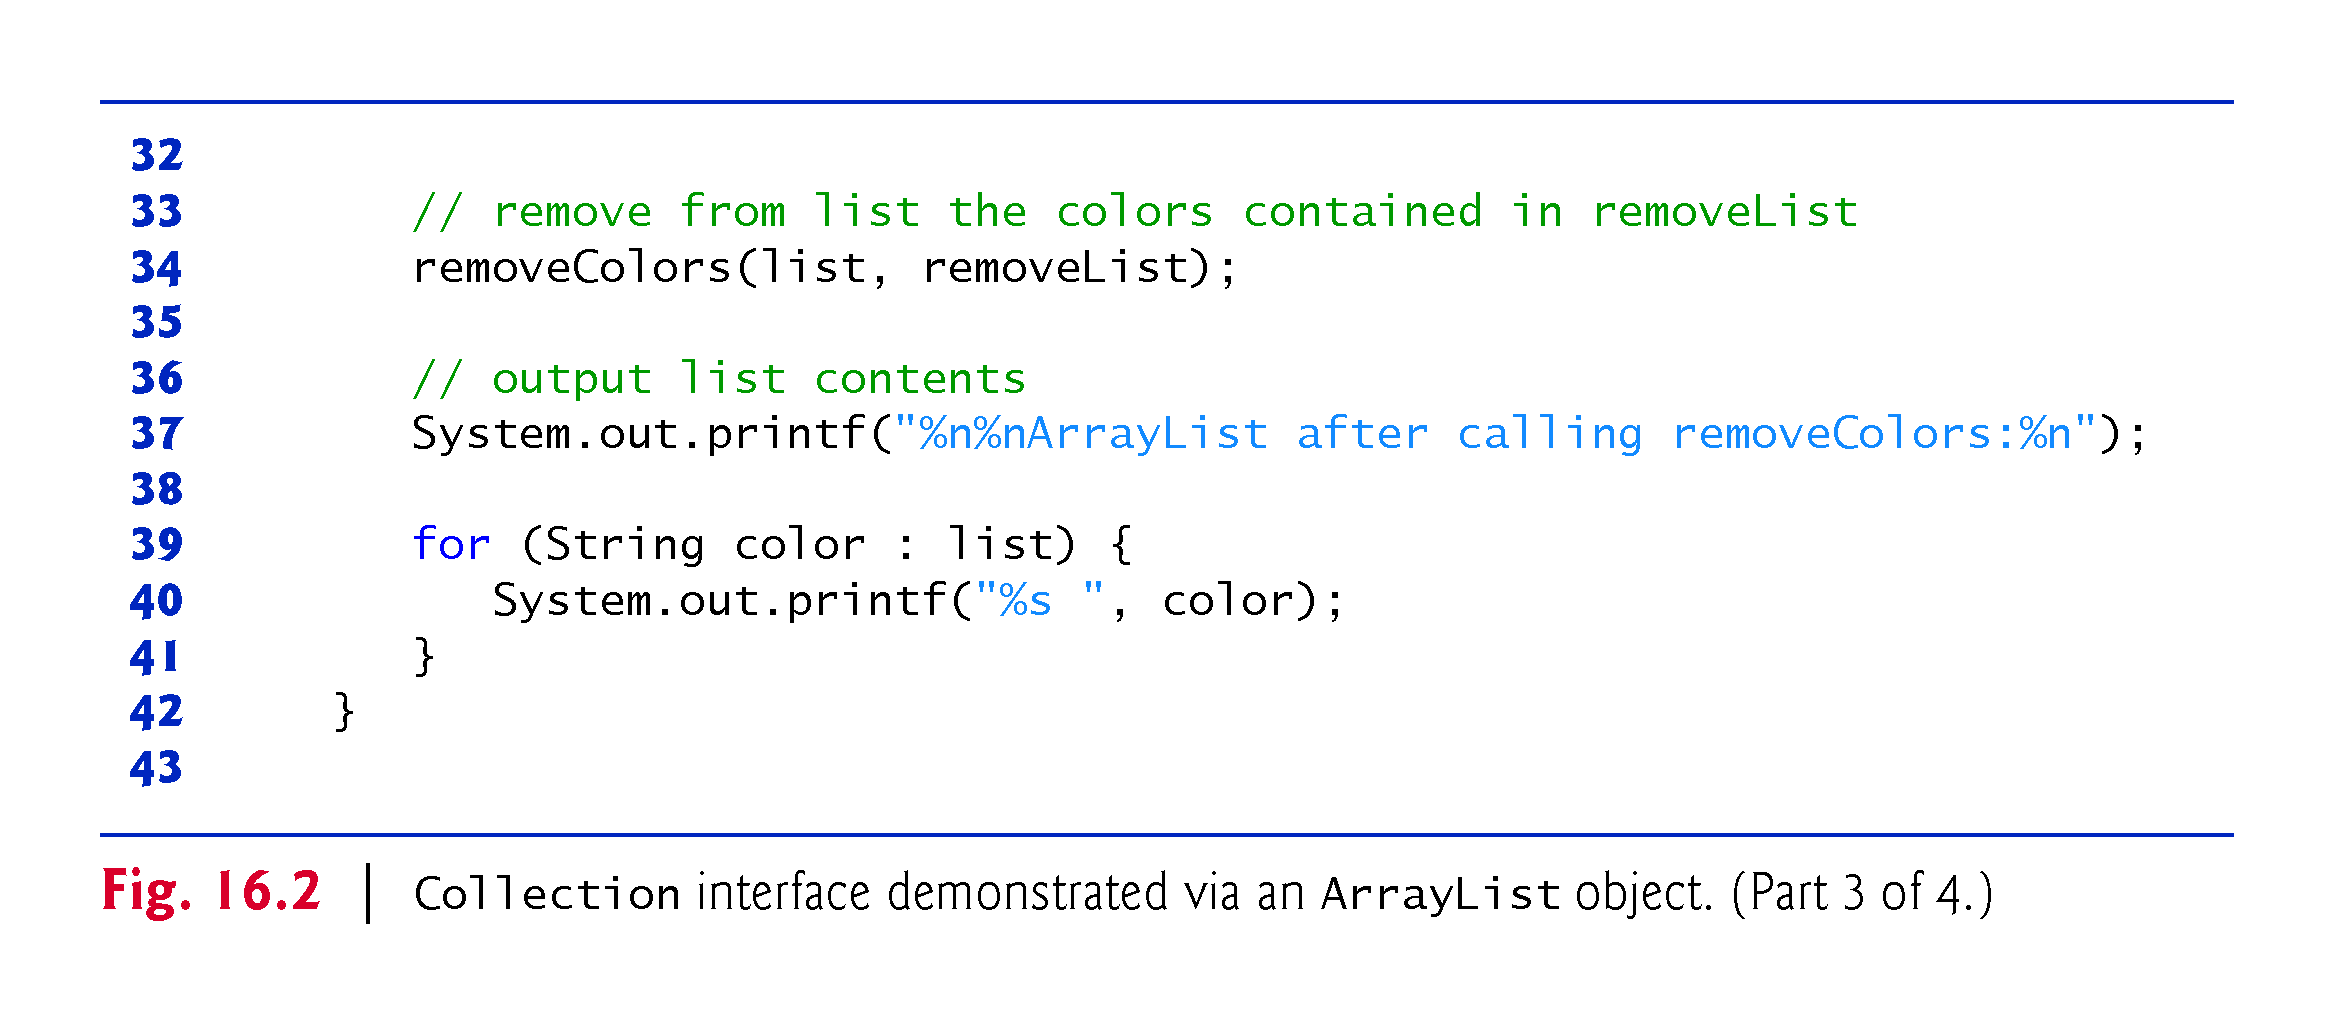 32
33 // remove from list the colors contained in removeList
34 removeColors(list, removeList);
35
36 // output list contents
37 System.out.printf("%n%nArrayList after calling removeColors:%n");
38
39 for (String color : list) {
40 System.out.printf("%s ", color);
41 }
42 }
43
Fig. 16.2 | Collection interface demonstrated via an ArrayList object. (Part 3 of 4.)